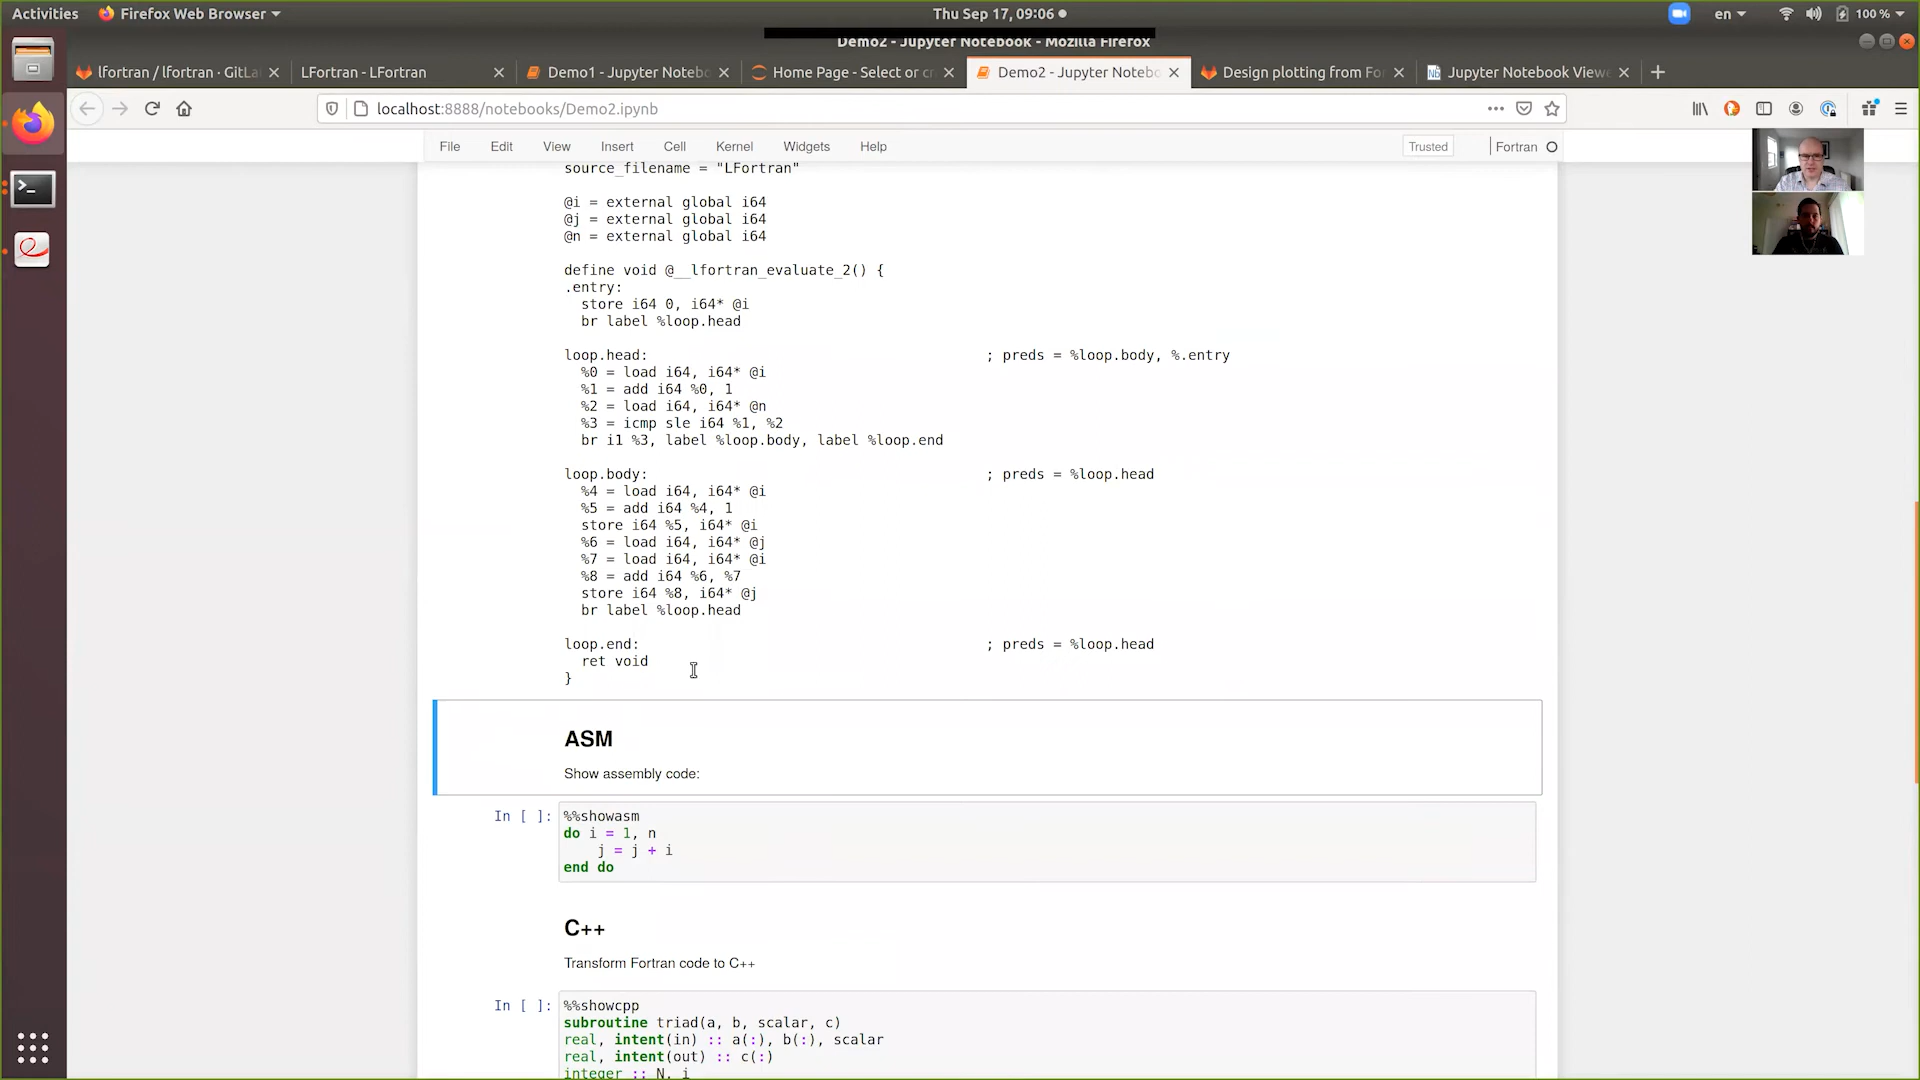 Activities
Firefox Web Browser
Thu Sep 17, 09:06
en
100 %
Demo2 - Jupyter Notebook - Mozilla Firefox
lfortran / lfortran · GitLa
LFortran - LFortran
Demo1 - Jupyter Notebo
Home Page - Select or cr
Demo2 - Jupyter Notebo
Design plotting from For
Jupyter Notebook Viewe
localhost:8888/notebooks/Demo2.ipynb
File
Edit
View
Insert
Cell
Kernel
Widgets
Help
Trusted
Fortran
source_filename = "LFortran"
@i = external global i64
@j = external global i64
@n = external global i64
define void @__lfortran_evaluate_2() {
.entry:
store i64 0, i64* @i
br label %loop.head
loop.head: ; preds = %loop.body, %.entry
%0 = load i64, i64* @i
%1 = add i64 %0, 1
%2 = load i64, i64* @n
%3 = icmp sle i64 %1, %2
br i1 %3, label %loop.body, label %loop.end
loop.body: ; preds = %loop.head
%4 = load i64, i64* @i
%5 = add i64 %4, 1
store i64 %5, i64* @i
%6 = load i64, i64* @j
%7 = load i64, i64* @i
%8 = add i64 %6, %7
store i64 %8, i64* @j
br label %loop.head
loop.end: ; preds = %loop.head
ret void
}
ASM
Show assembly code:
In [ ]: %%showasm
do i = 1, n
j = j + i
end do
C++
Transform Fortran code to C++
In [ ]: %%showcpp
subroutine triad(a, b, scalar, c)
real, intent(in) :: a(:), b(:), scalar
real, intent(out) :: c(:)
integer :: N, i